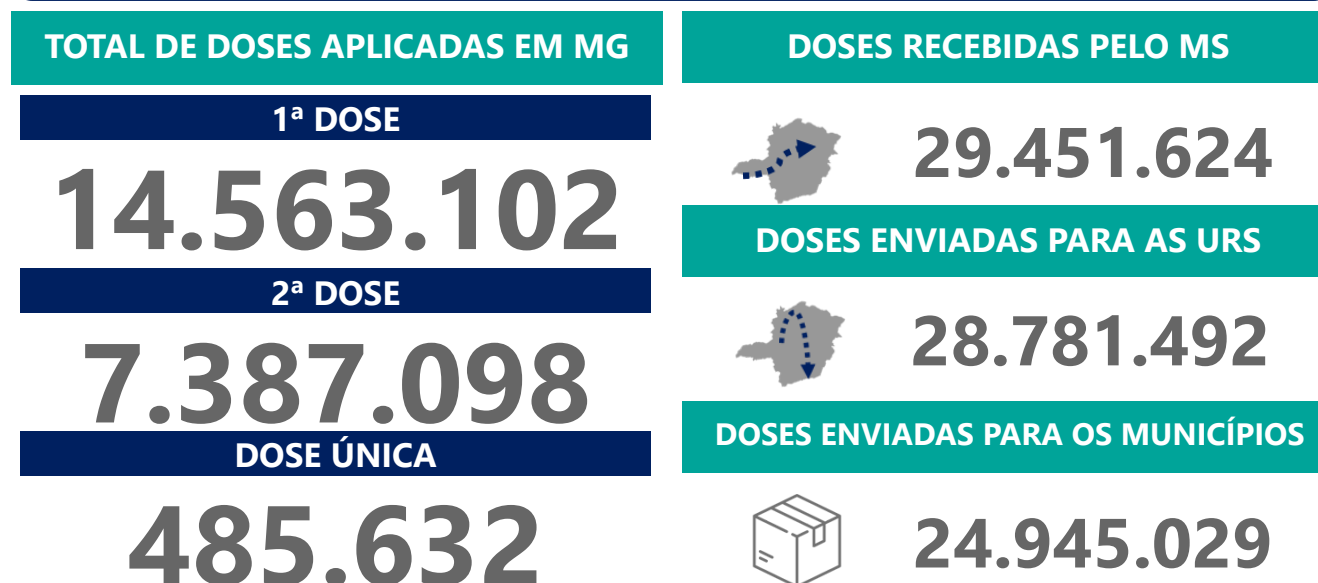 TOTAL DE DOSES APLICADAS EM MG
1ª DOSE
14.563.102
2ª DOSE
7.387.098
DOSE ÚNICA
485.632
DOSES RECEBIDAS PELO MS
29.451.624
DOSES ENVIADAS PARA AS URS
28.781.492
DOSES ENVIADAS PARA OS MUNICÍPIOS
24.945.029